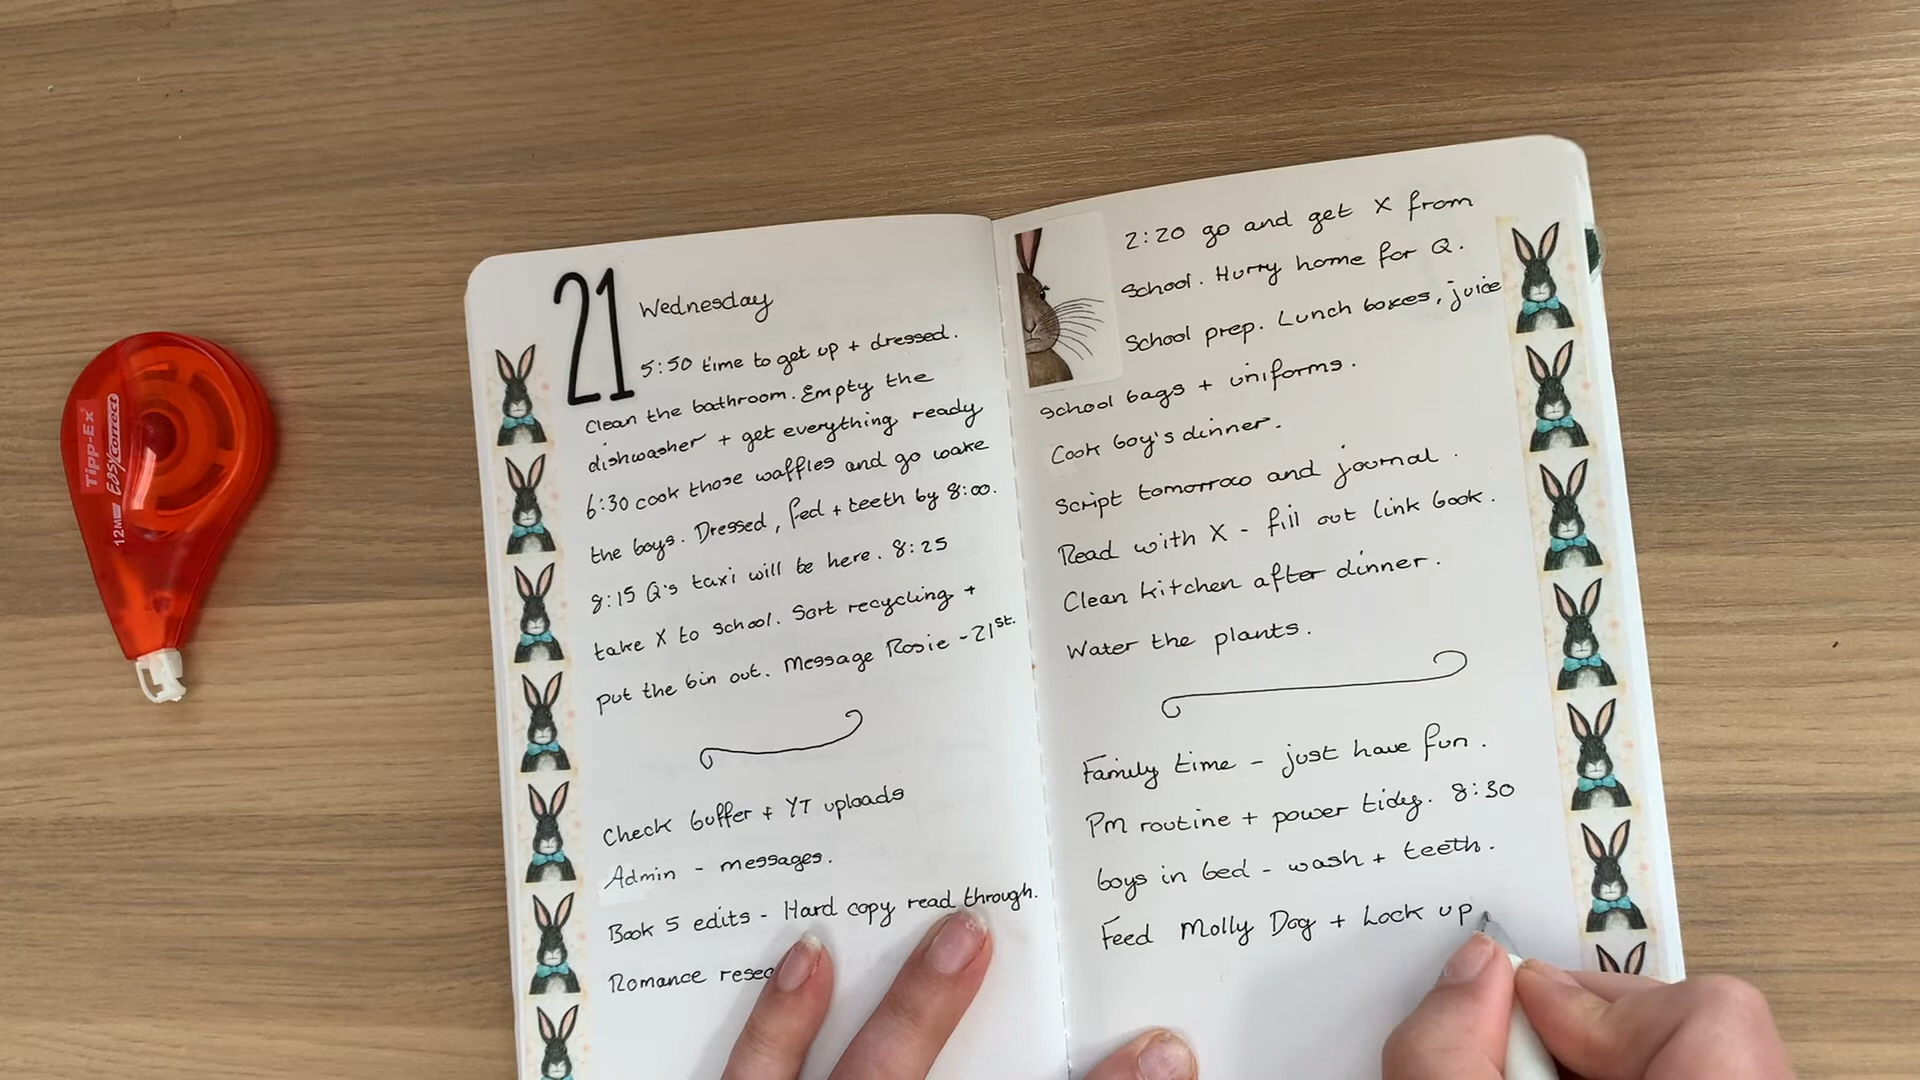 Tipp-Ex
EASYcorrect
12M
21
Wednesday
5:50 time to get up + dressed.
Clean the bathroom. Empty the
dishwasher + get everything ready
6:30 cook those waffles and go wake
the boys. Dressed, fed + teeth by 8:00.
8:15 Q's taxi will be here. 8:25
take X to school. Sort recycling +
put the bin out. Message Rosie - 21st.
Check buffer + YT uploads
Admin - messages.
Book 5 edits - Hard copy read through.
Romance
2:20 go and get X from
School. Hurry home for Q.
School prep. Lunch boxes, juice
school bags + uniforms.
Cook boy's dinner.
Script tomorrow and journal.
Read with X - fill out link book.
Clean kitchen after dinner.
Water the plants.
Family time - just have fun.
PM routine + power tidy. 8:30
boys in bed - wash + teeth.
Feed Molly Dog + Lock up